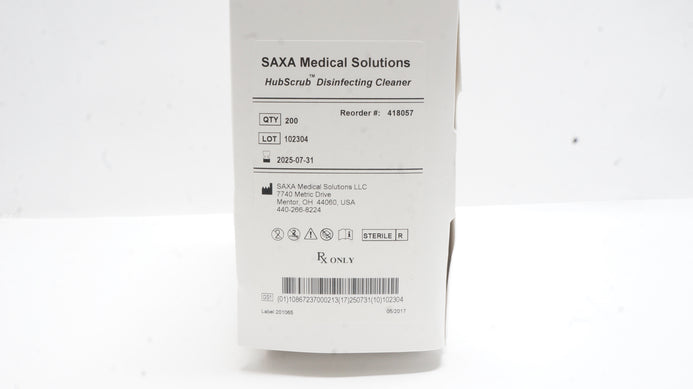 SAXA Medical Solutions
HubScrub™ Disinfecting Cleaner
Reorder #: 418057
QTY 200
LOT 102304
2025-07-31
SAXA Medical Solutions LLC
7740 Metric Drive
Mentor, OH 44060, USA
440-266-8224
STERILE R
Rx ONLY
(01)10867237000213(17)250731(10)102304
Label 201065
05/2017